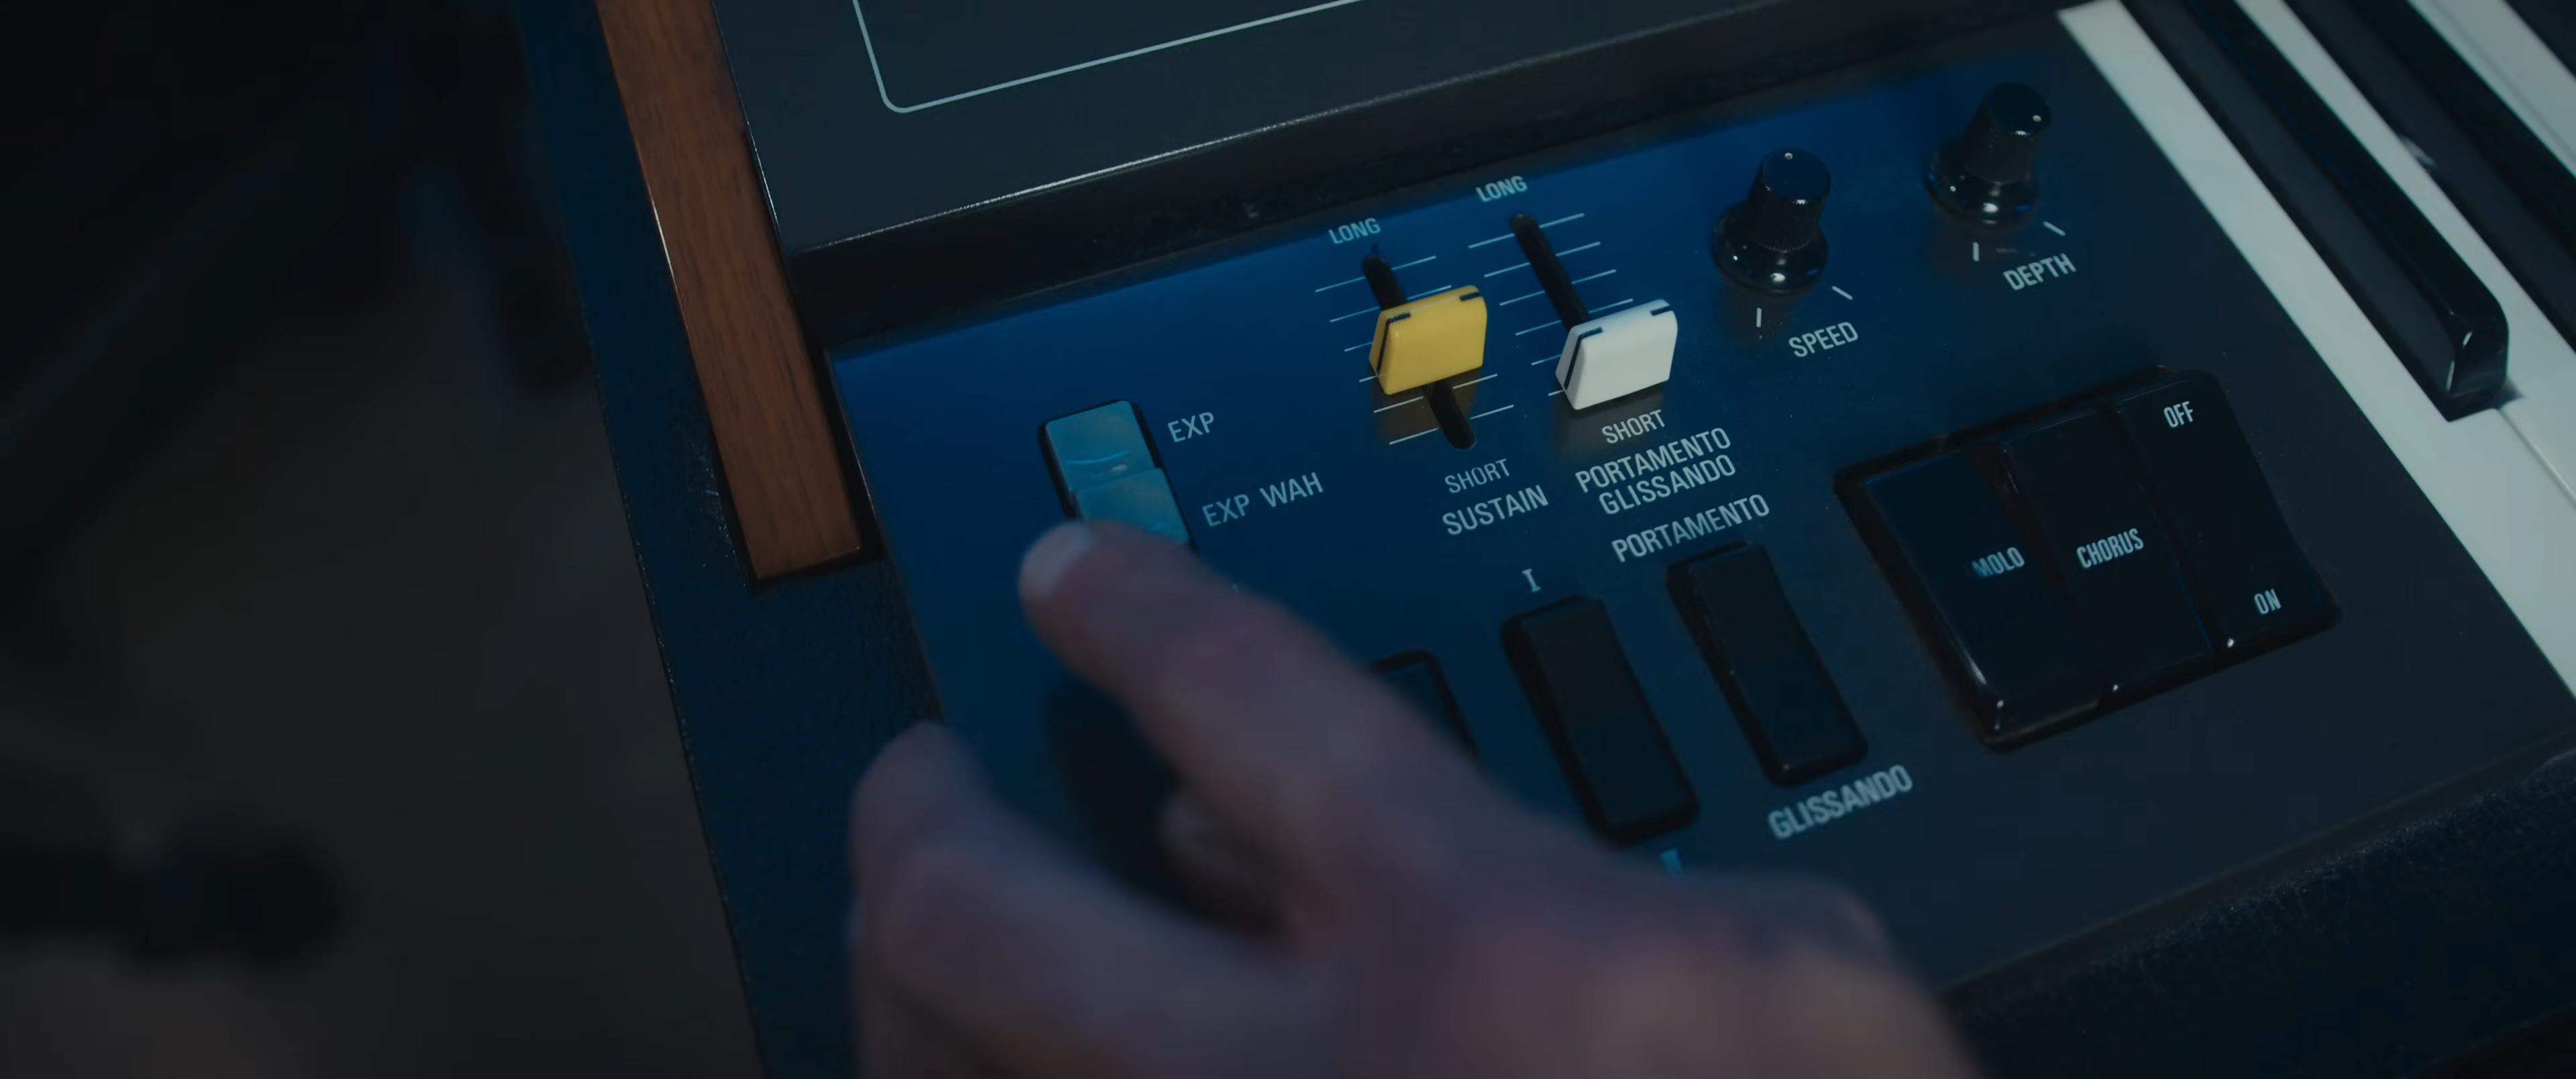 LONG
LONG
DEPTH
SPEED
EXP
EXP WAH
SHORT
SUSTAIN
SHORT
PORTAMENTO
GLISSANDO
PORTAMENTO
I
GLISSANDO
MOLO
CHORUS
OFF
ON